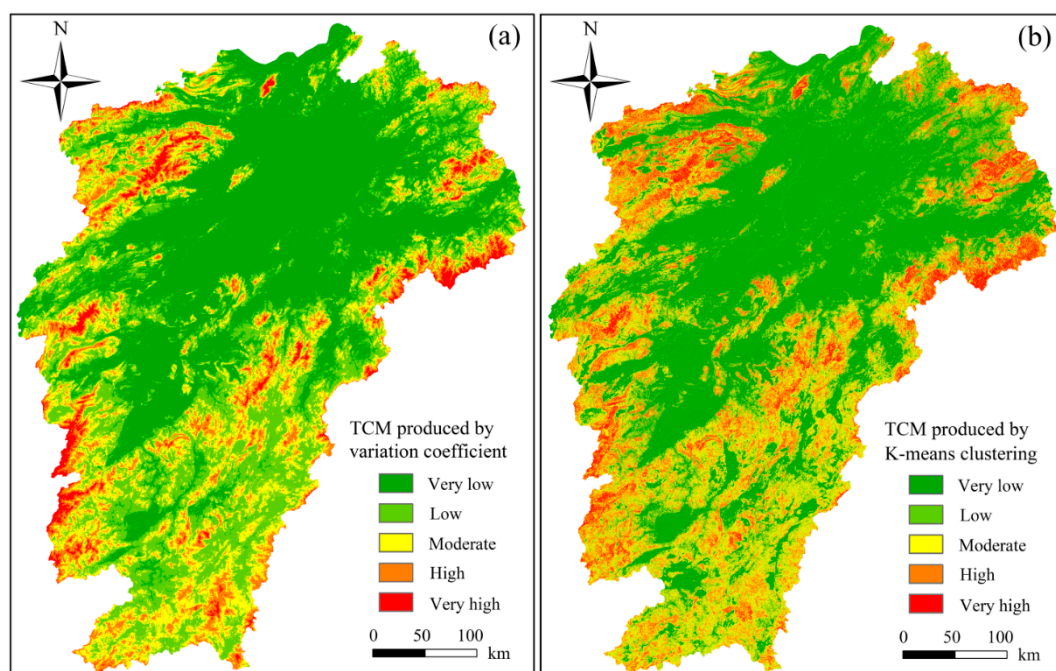 N
(a)
TCM produced by
variation coefficient
Very low
Low
Moderate
High
Very high
0 50 100
km
N
(b)
TCM produced by
K-means clustering
Very low
Low
Moderate
High
Very high
0 50 100
km